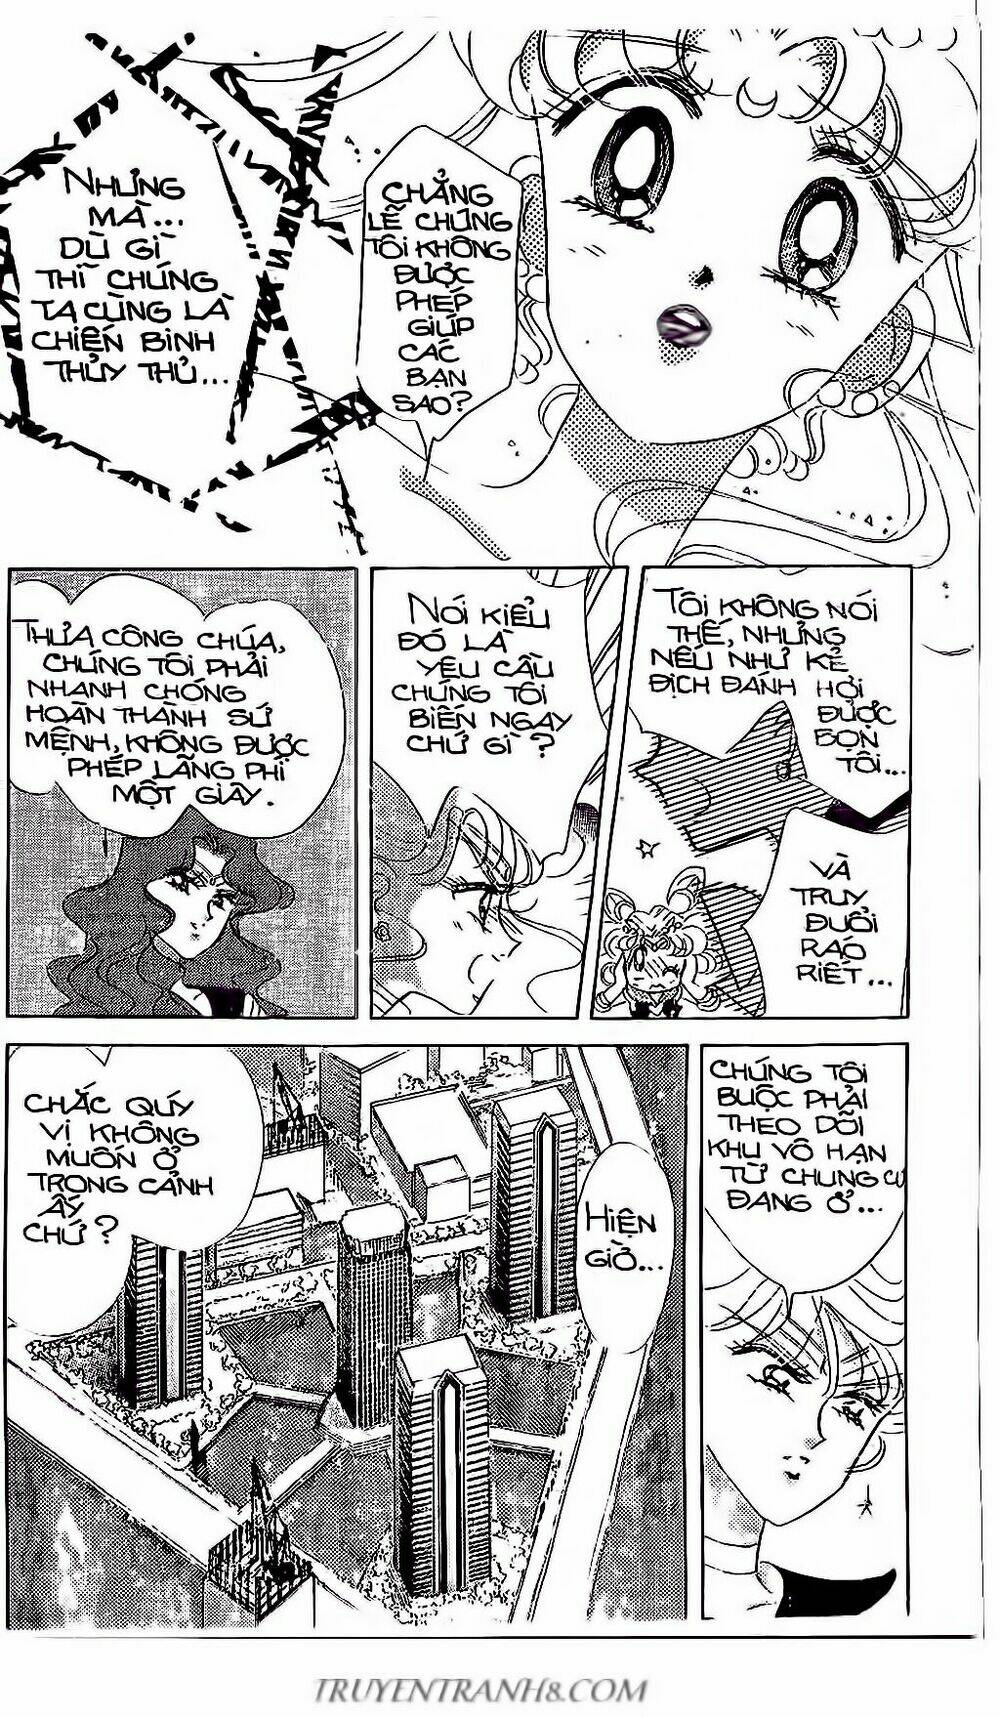 CHẲNG
LẼ CHÚNG
TÔI KHÔNG
ĐƯỢC
PHÉP
GIÚP
CÁC
BẠN
SAO?
NHƯNG
MÀ...
DÙ GÌ
THÌ CHÚNG
TA CŨNG LÀ
CHIẾN BINH
THỦY THỦ...
TÔI KHÔNG NÓI
THẾ, NHƯNG
NẾU NHƯ KẺ
ĐỊCH ĐÁNH HƠI
ĐƯỢC
BỌN
TÔI...
VÀ
TRUY
ĐUỔI
RÁO
RIẾT...
NÓI KIỂU
ĐÓ LÀ
YÊU CẦU
CHÚNG TÔI
BIẾN NGAY
CHỨ GÌ?
THƯA CÔNG CHÚA,
CHÚNG TÔI PHẢI
NHANH CHÓNG
HOÀN THÀNH SỨ
MỆNH, KHÔNG ĐƯỢC
PHÉP LÃNG PHÍ
MỘT GIÂY.
CHÚNG TÔI
BUỘC PHẢI
THEO DÕI
KHU VÔ HẠN
TỪ CHUNG CƯ
ĐANG Ở...
HIỆN
GIỜ...
CHẮC QUÝ
VỊ KHÔNG
MUỐN Ở
TRONG CẢNH
ẤY
CHỨ?
TRUYENTRANH8.COM